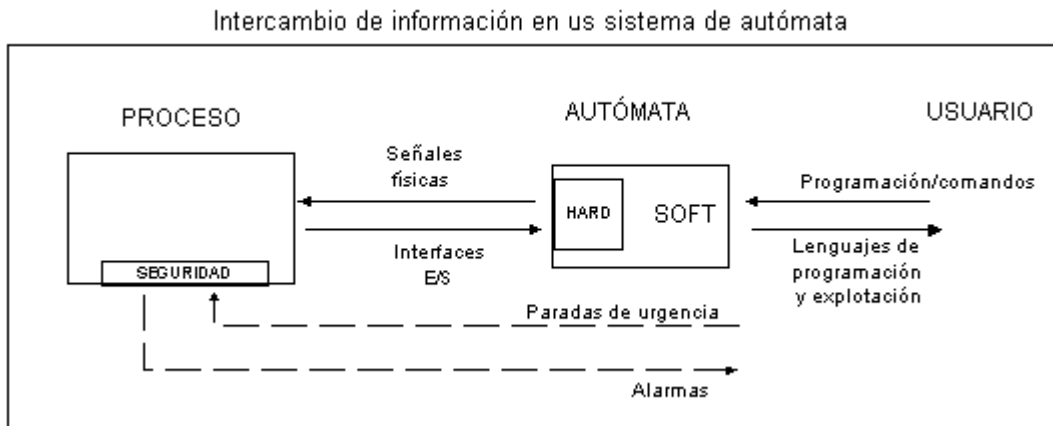 Intercambio de información en us sistema de autómata
PROCESO
AUTÓMATA
USUARIO
Señales
físicas
Programación/comandos
HARD
SOFT
Interfaces
E/S
Lenguajes de
programación
y explotación
SEGURIDAD
Paradas de urgencia
Alarmas